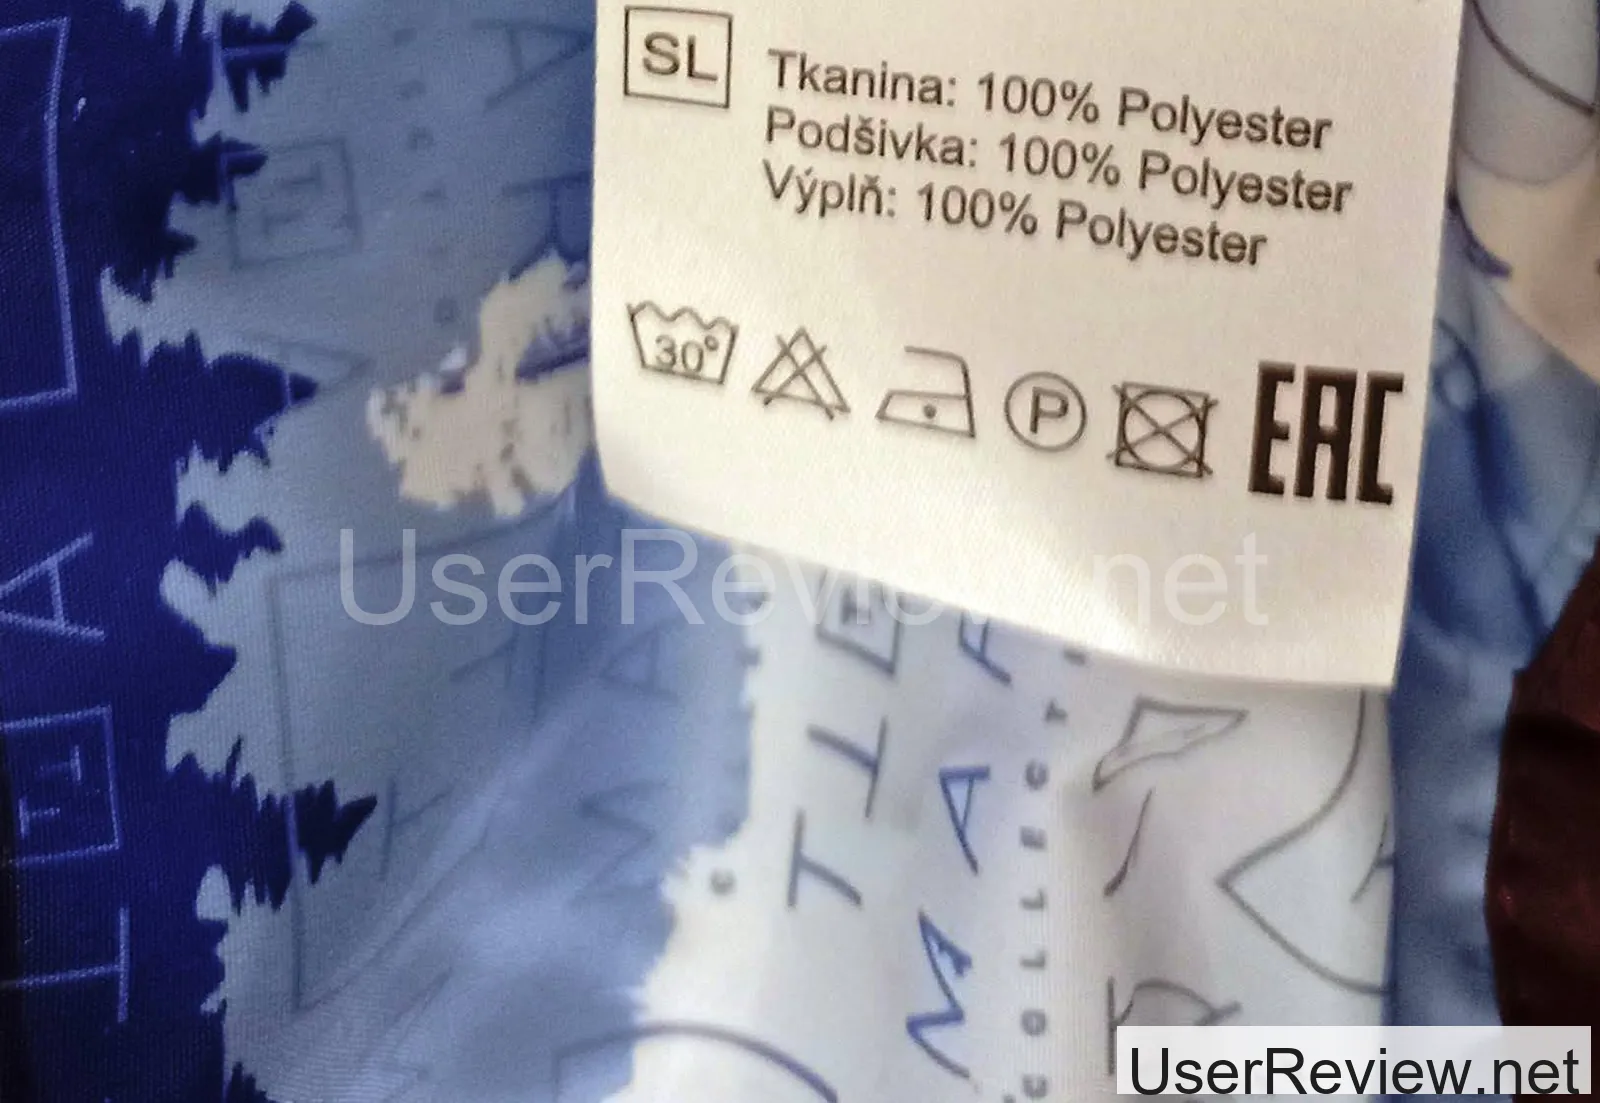 SL
Tkanina: 100% Polyester
Podšivka: 100% Polyester
Výplň: 100% Polyester
30°
P
EAC
UserReview.net
UserReview.net